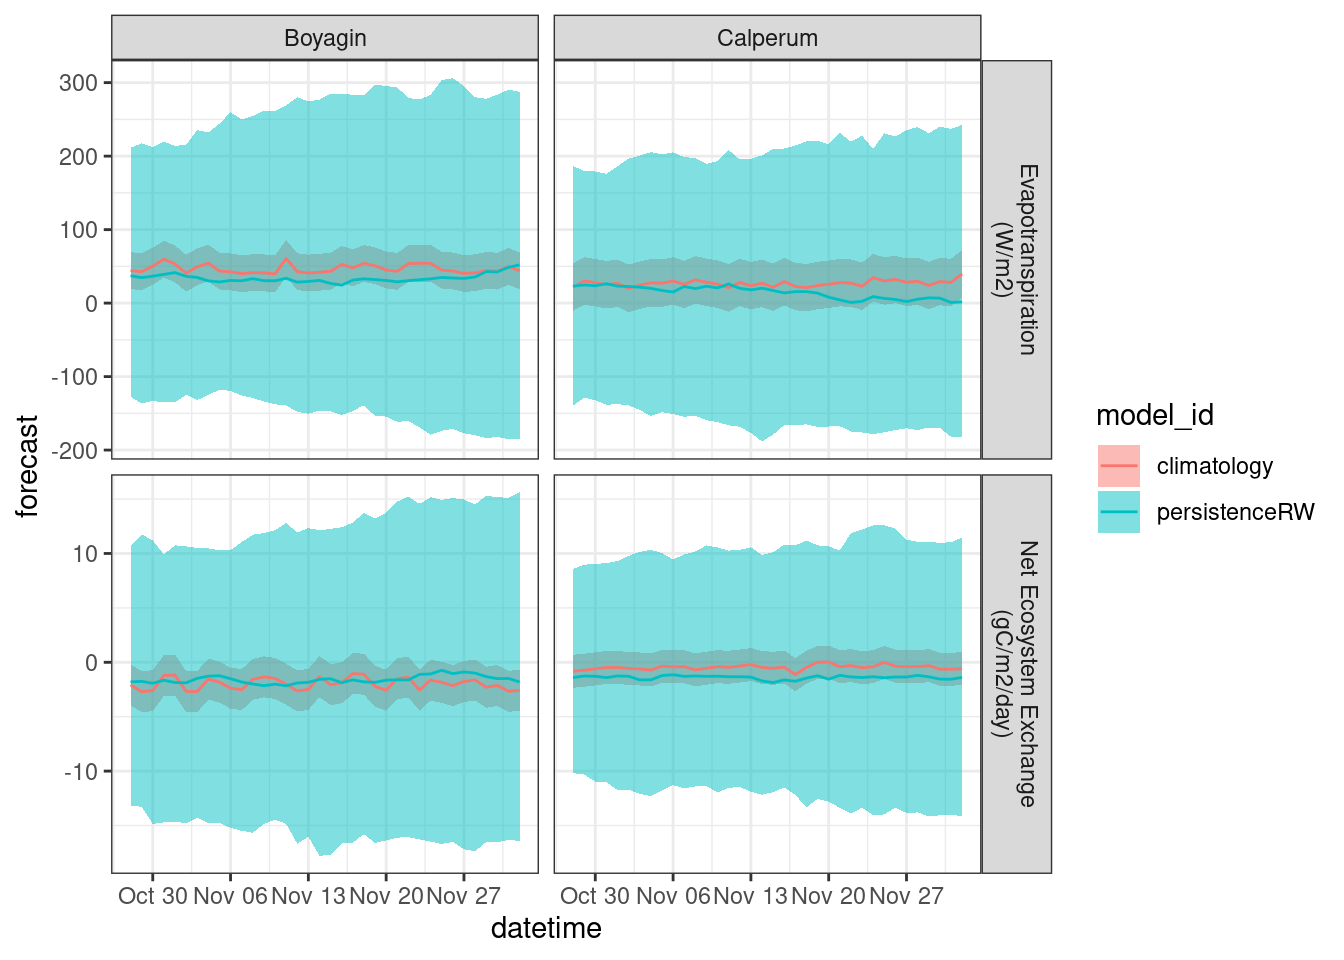 Boyagin
Calperum
300
200
100
0
-100
-200
Evapotranspiration
(W/m2)
10
0
-10
Net Ecosystem Exchange
(gC/m2/day)
forecast
Oct 30 Nov 06 Nov 13 Nov 20 Nov 27
Oct 30 Nov 06 Nov 13 Nov 20 Nov 27
datetime
model_id
climatology
persistenceRW